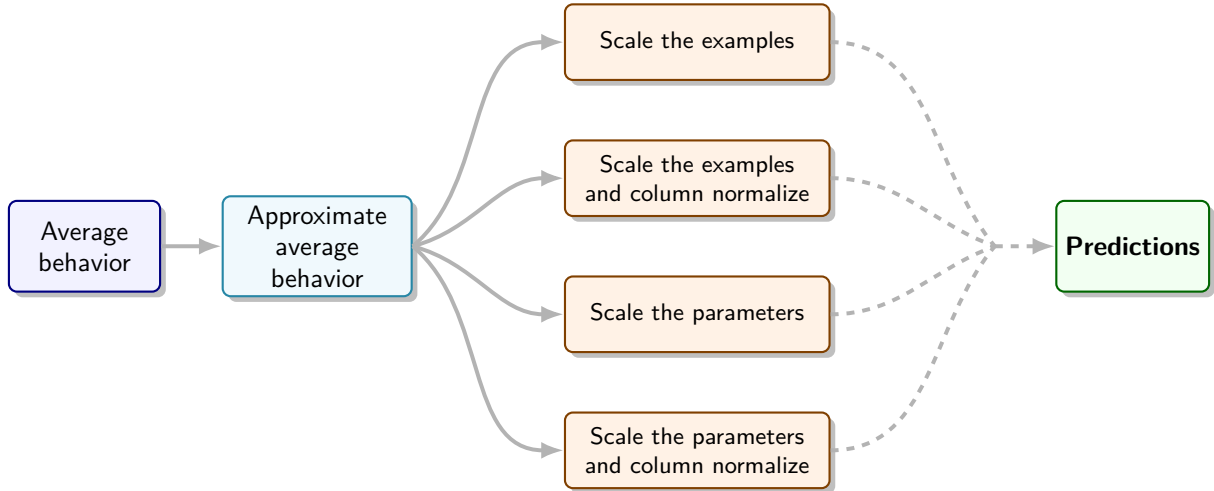 Average
behavior
Approximate
average
behavior
Scale the examples
Scale the examples
and column normalize
Scale the parameters
Scale the parameters
and column normalize
Predictions